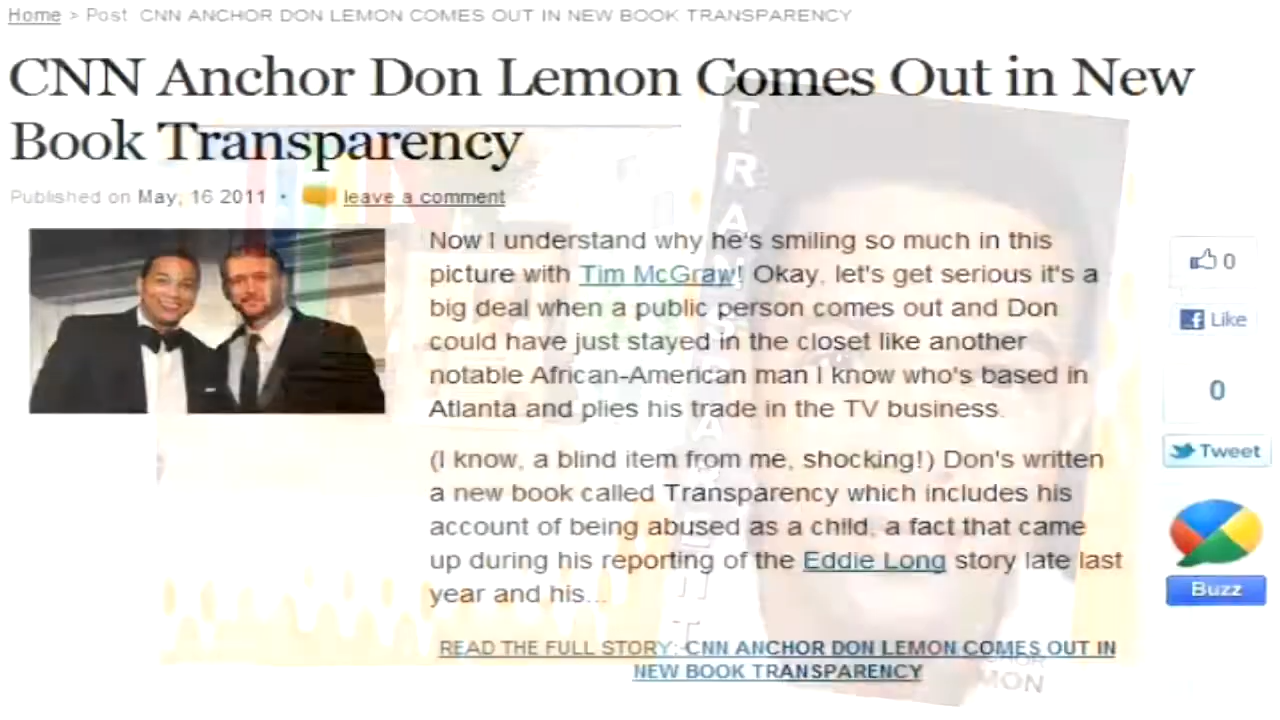 Home > Post CNN ANCHOR DON LEMON COMES OUT IN NEW BOOK TRANSPARENCY
CNN Anchor Don Lemon Comes Out in New
Book Transparency
Published on May, 16 2011 • leave a comment
Now I understand why he's smiling so much in this
picture with Tim McGraw! Okay, let's get serious it's a
big deal when a public person comes out and Don
could have just stayed in the closet like another
notable African-American man I know who's based in
Atlanta and plies his trade in the TV business.
(I know, a blind item from me, shocking!) Don's written
a new book called Transparency which includes his
account of being abused as a child, a fact that came
up during his reporting of the Eddie Long story late last
year and his...
READ THE FULL STORY: CNN ANCHOR DON LEMON COMES OUT IN
NEW BOOK TRANSPARENCY
0
Like
0
Tweet
Buzz
TRANSPARENT
MON